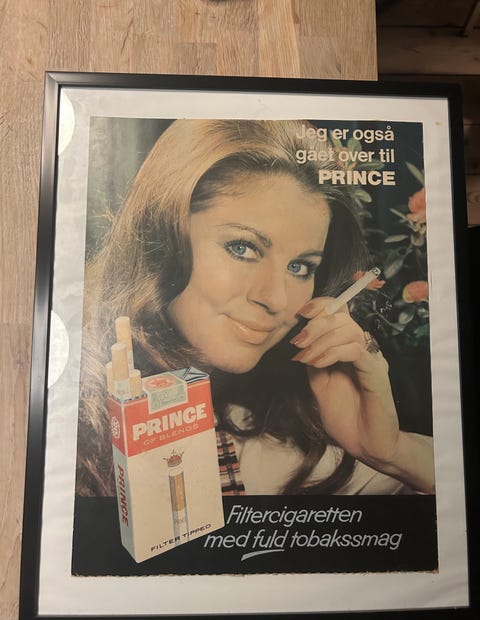 Jeg er også
gået over til
PRINCE
PRINCE
OF BLENDS
PRINCE
FILTER TIPPED
Filtercigaretten
med fuld tobakssmag